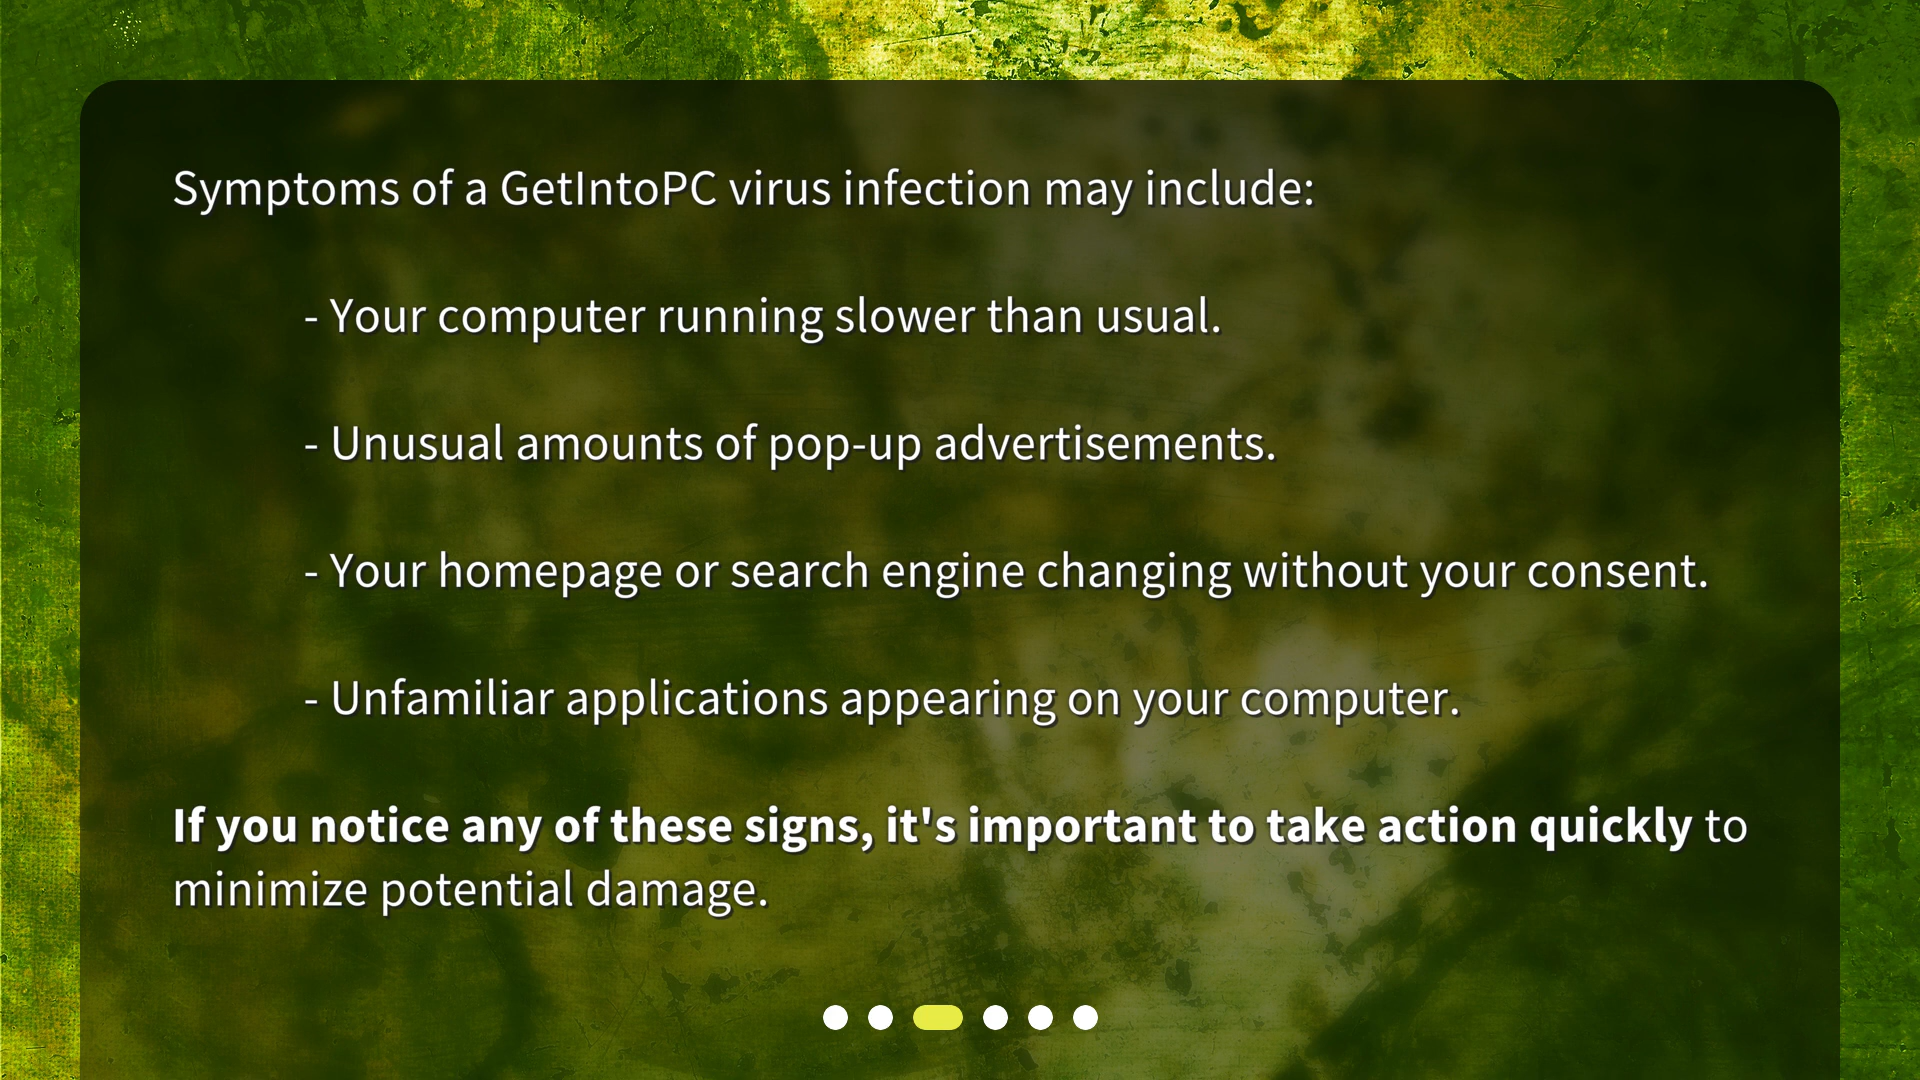 Symptoms of a GetIntoPC virus infection may include:
- Your computer running slower than usual.
- Unusual amounts of pop-up advertisements.
- Your homepage or search engine changing without your consent.
- Unfamiliar applications appearing on your computer.
If you notice any of these signs, it's important to take action quickly to
minimize potential damage.